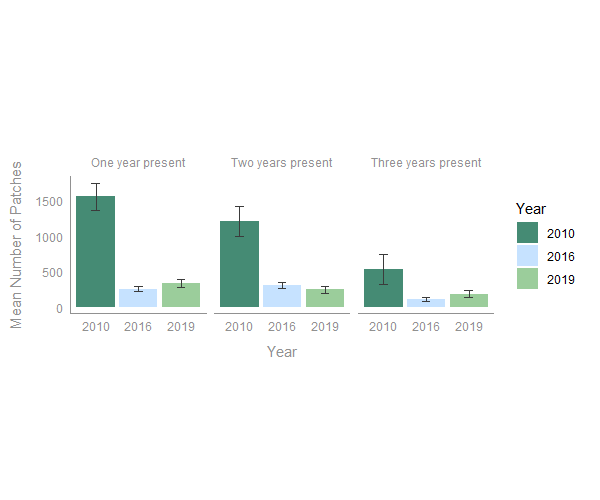 One year present
Two years present
Three years present
Mean Number of Patches
1500
1000
500
0
2010 2016 2019
2010 2016 2019
2010 2016 2019
Year
Year
2010
2016
2019